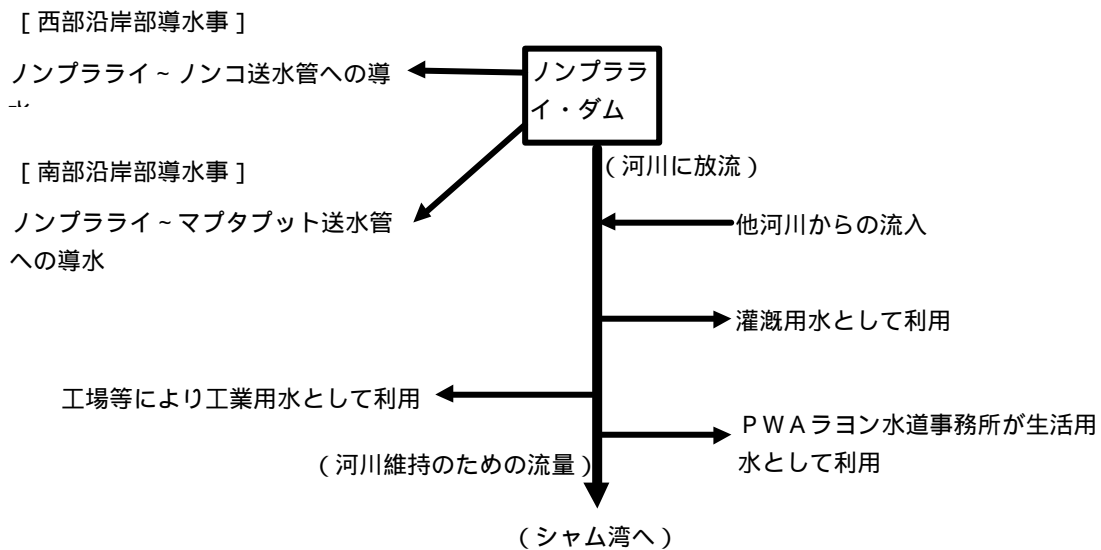 [ 西部沿岸部導水事 ]
ノンプラライ~ノンコ送水管への導
ノンプララ
イ・ダム
[ 南部沿岸部導水事 ]
(河川に放流)
ノンプラライ~マプタプット送水管
への導水
他河川からの流入
灌漑用水として利用
工場等により工業用水として利用
PWAラヨン水道事務所が生活用
水として利用
(河川維持のための流量)
(シャム湾へ)